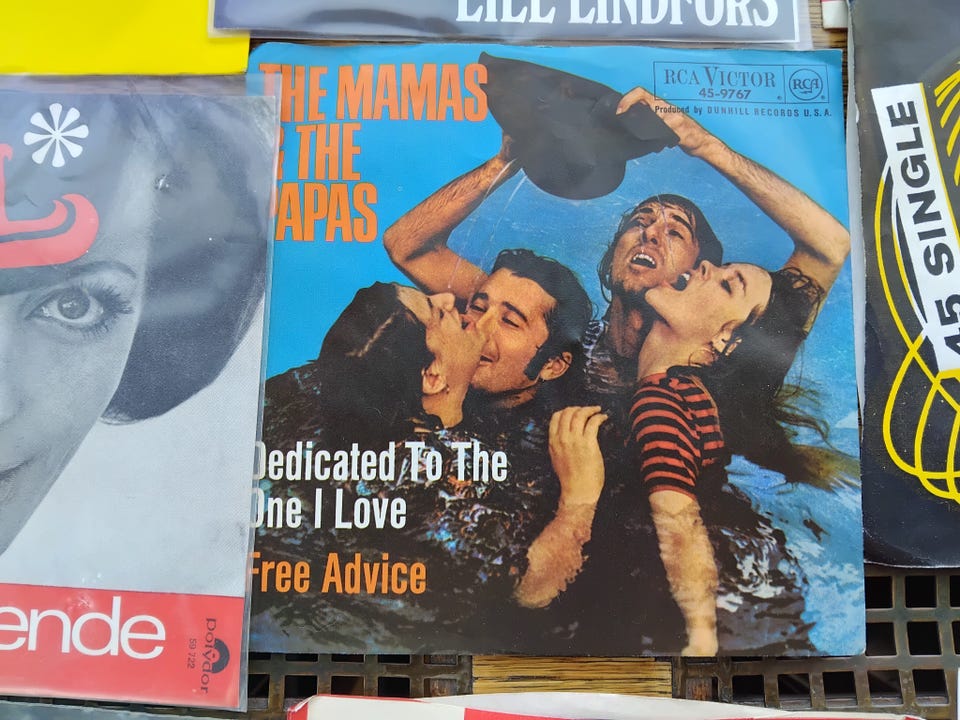 LILL LINDFORS
THE MAMAS
& THE
PAPAS
RCA VICTOR
45-9767
RCA
Produced by DUNHILL RECORDS U.S.A.
Dedicated To The
One I Love
Free Advice
ende
Polydor
59 722
45 SINGLE